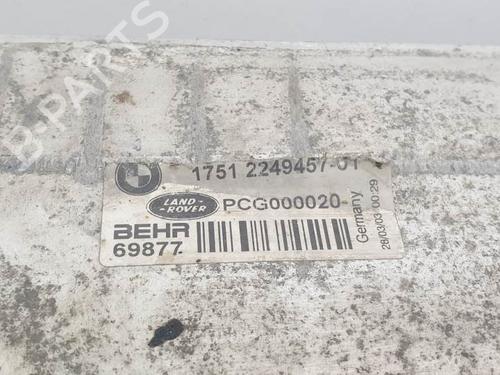 B-PARTS
1751 2249457-01
LAND-
-ROVER
PCG000020
BEHR
69877
Germany
28/03/03 00:29